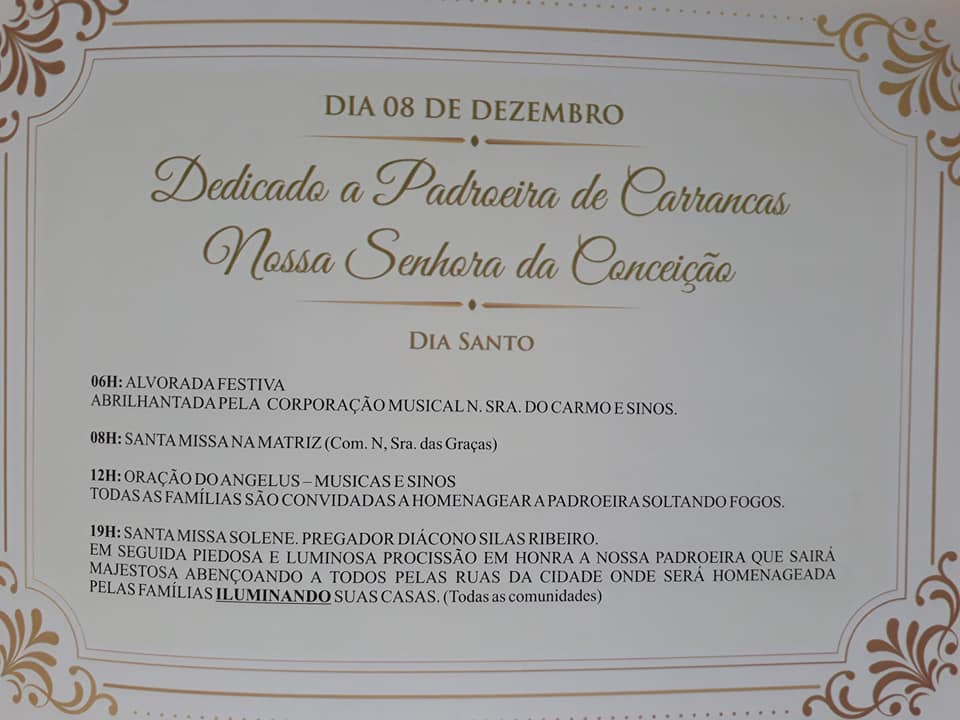 DIA 08 DE DEZEMBRO
Dedicado a Padroeira de Carrancas
Nossa Senhora da Conceição
DIA SANTO
06H: ALVORADA FESTIVA
ABRILHANTADA PELA CORPORAÇÃO MUSICAL N. SRA. DO CARMO E SINOS.
08H: SANTA MISSA NA MATRIZ (Com. N, Sra. das Graças)
12H: ORAÇÃO DO ANGELUS – MUSICAS E SINOS
TODAS AS FAMÍLIAS SÃO CONVIDADAS A HOMENAGEAR A PADROEIRA SOLTANDO FOGOS.
19H: SANTA MISSA SOLENE. PREGADOR DIÁCONO SILAS RIBEIRO.
EM SEGUIDA PIEDOSA E LUMINOSA PROCISSÃO EM HONRA A NOSSA PADROEIRA QUE SAIRÁ
MAJESTOSA ABENÇOANDO A TODOS PELAS RUAS DA CIDADE ONDE SERÁ HOMENAGEADA
PELAS FAMÍLIAS ILUMINANDO SUAS CASAS. (Todas as comunidades)